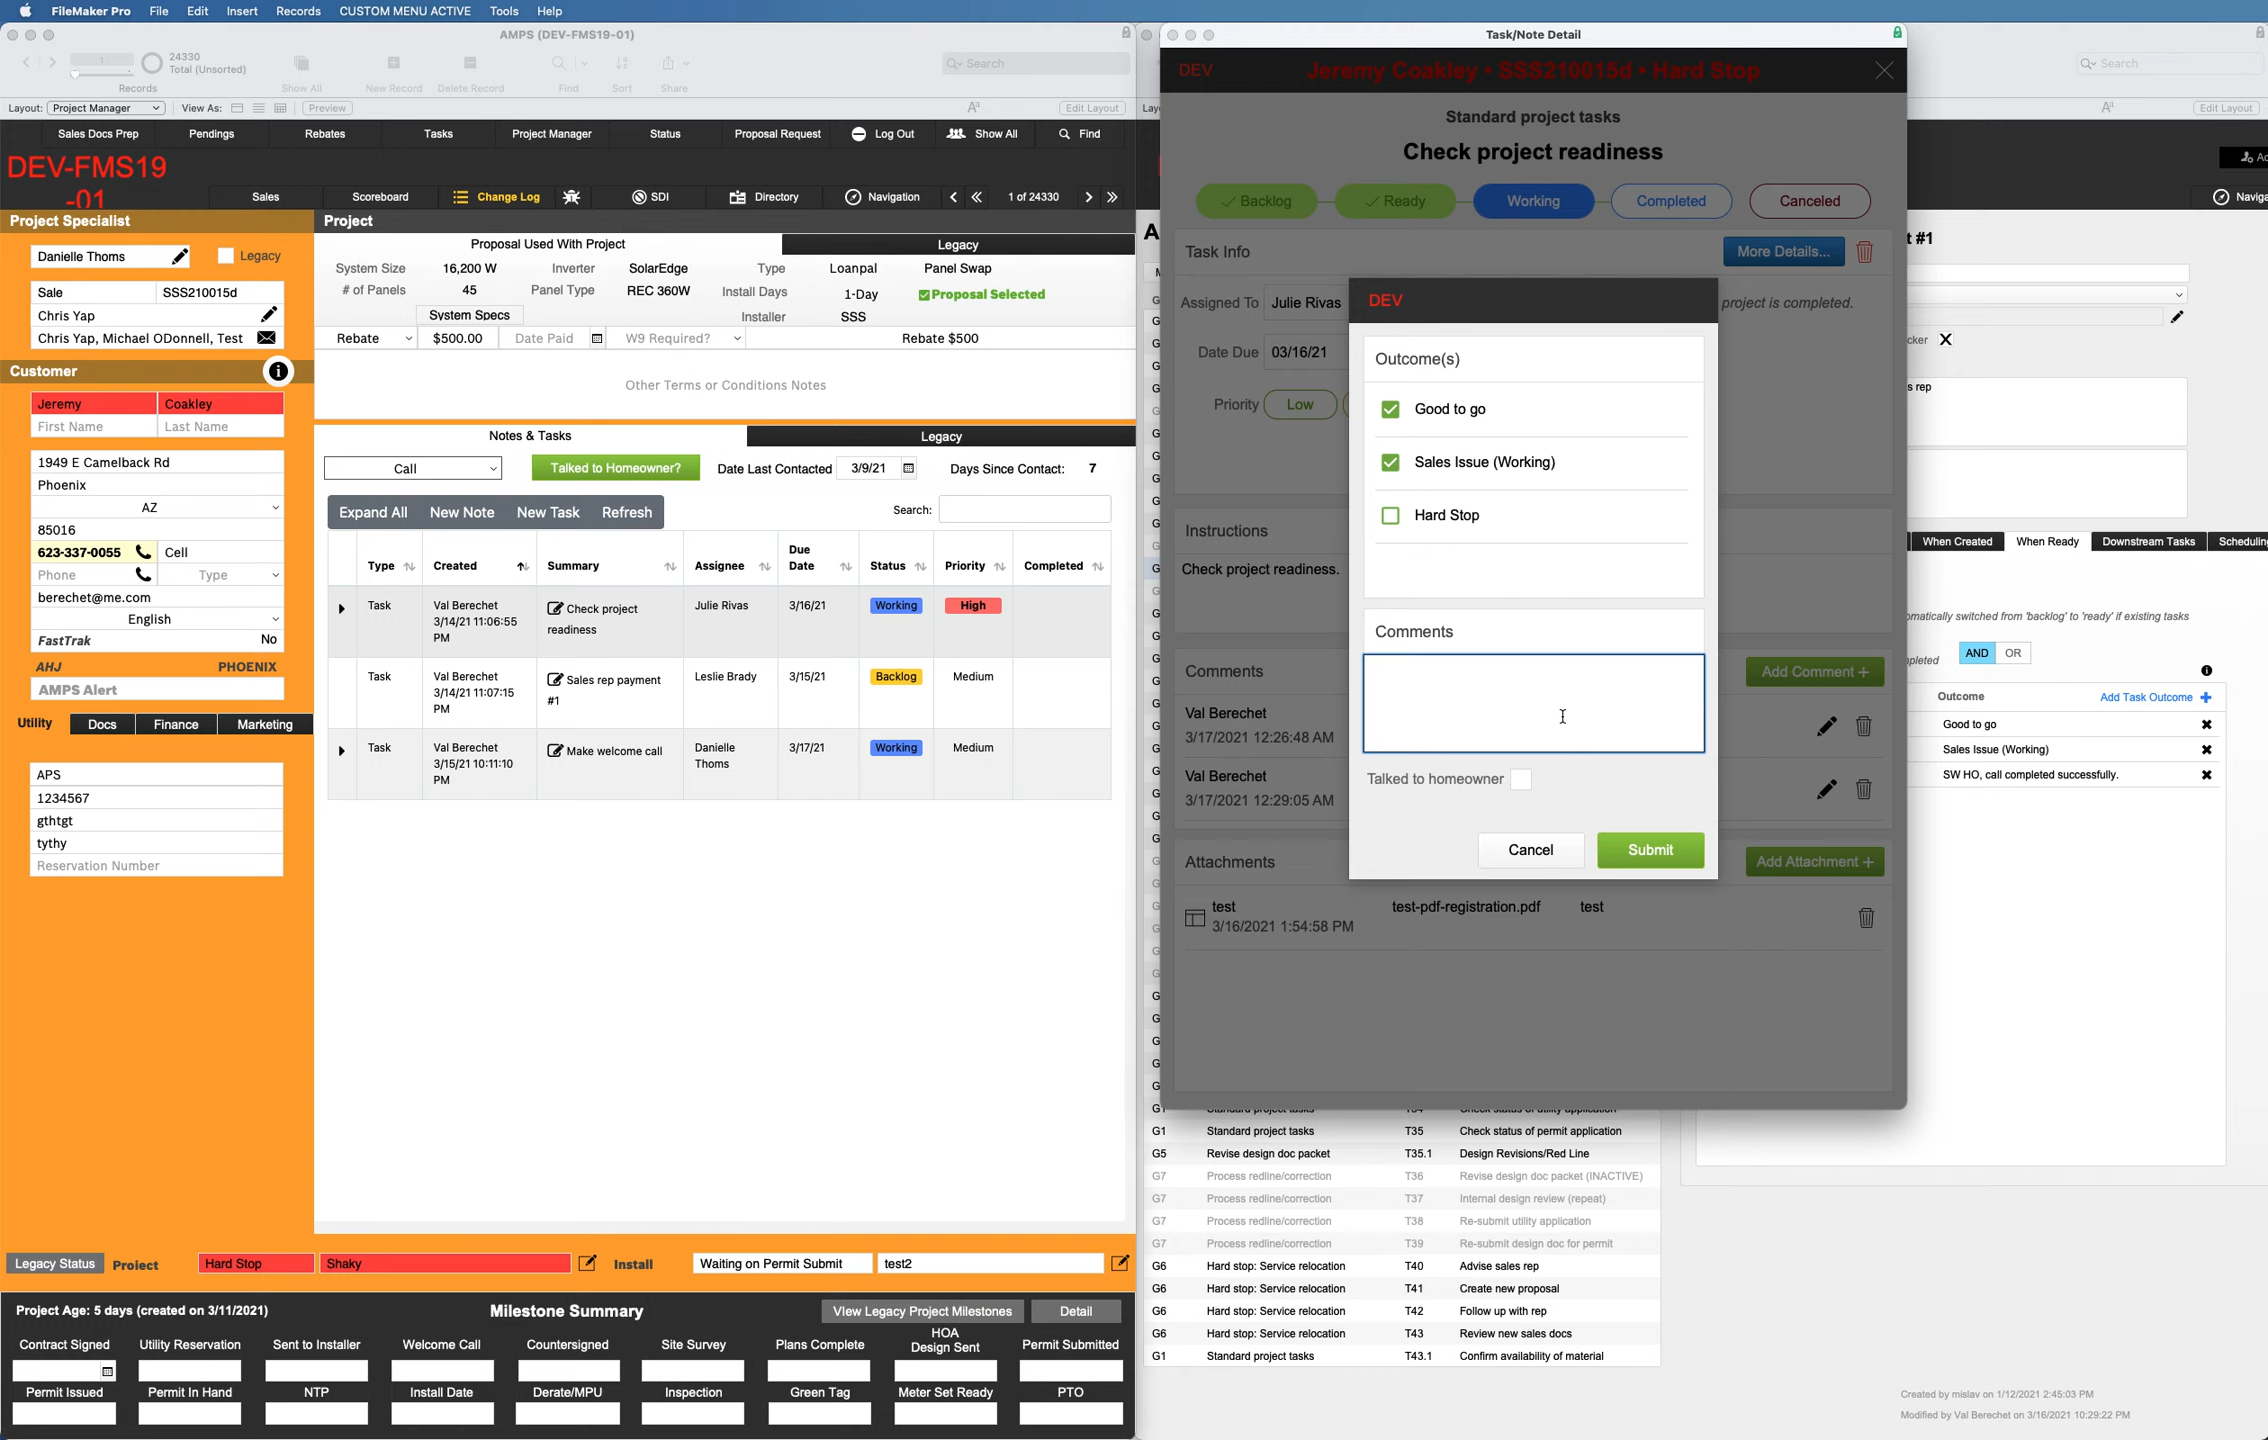 FileMaker Pro File Edit Insert Records CUSTOM MENU ACTIVE Tools Help
AMPS (DEV-FMS19-01)
1
24330
Total (Unsorted)
Search
Records
Show All
New Record
Delete Record
Find
Sort
Share
Layout: Project Manager
View As:
Preview
Aa
Edit Layout
Sales Docs Prep
Pendings
Rebates
Tasks
Project Manager
Status
Proposal Request
Log Out
Show All
Find
DEV-FMS19
-01
Sales
Scoreboard
Change Log
SDI
Directory
Navigation
1 of 24330
Project Specialist
Danielle Thoms
Legacy
Sale
SSS210015d
Chris Yap
Chris Yap, Michael ODonnell, Test
Customer
Jeremy
Coakley
First Name
Last Name
1949 E Camelback Rd
Phoenix
AZ
85016
623-337-0055
Cell
Phone
Type
berechet@me.com
English
FastTrak
No
AHJ
PHOENIX
AMPS Alert
Utility
Docs
Finance
Marketing
APS
1234567
gthtgt
tythy
Reservation Number
Project
Proposal Used With Project
Legacy
System Size
16,200 W
Inverter
SolarEdge
Type
Loanpal
Panel Swap
# of Panels
45
Panel Type
REC 360W
Install Days
1-Day
Proposal Selected
System Specs
Installer
SSS
Rebate
$500.00
Date Paid
W9 Required?
Rebate $500
Other Terms or Conditions Notes
Notes & Tasks
Legacy
Call
Talked to Homeowner?
Date Last Contacted
3/9/21
Days Since Contact:
7
Expand All
New Note
New Task
Refresh
Search:
Type
Created
Summary
Assignee
Due
Date
Status
Priority
Completed
Task
Val Berechet
3/14/21 11:06:55
PM
Check project
readiness
Julie Rivas
3/16/21
Working
High
Task
Val Berechet
3/14/21 11:07:15
PM
Sales rep payment
#1
Leslie Brady
3/15/21
Backlog
Medium
Task
Val Berechet
3/15/21 10:11:10
PM
Make welcome call
Danielle
Thoms
3/17/21
Working
Medium
Legacy Status
Project
Hard Stop
Shaky
Install
Waiting on Permit Submit
test2
Project Age: 5 days (created on 3/11/2021)
Milestone Summary
VIew Legacy Project Milestones
Detail
Contract Signed
Utility Reservation
Sent to Installer
Welcome Call
Countersigned
Site Survey
Plans Complete
HOA
Design Sent
Permit Submitted
Permit Issued
Permit In Hand
NTP
Install Date
Derate/MPU
Inspection
Green Tag
Meter Set Ready
PTO
Task/Note Detail
DEV
Jeremy Coakley • SSS210015d • Hard Stop
Standard project tasks
Check project readiness
Backlog
Ready
Working
Completed
Canceled
Task Info
More Details...
Assigned To
Julie Rivas
project is completed.
Date Due
03/16/21
Priority
Low
Instructions
Check project readiness.
Comments
Add Comment +
Val Berechet
3/17/2021 12:26:48 AM
Val Berechet
3/17/2021 12:29:05 AM
Attachments
Add Attachment +
test
3/16/2021 1:54:58 PM
test-pdf-registration.pdf
test
DEV
Outcome(s)
Good to go
Sales Issue (Working)
Hard Stop
Comments
Talked to homeowner
Cancel
Submit
Search
Aa
Edit Layout
t #1
cker
s rep
When Created
When Ready
Downstream Tasks
omatically switched from 'backlog' to 'ready' if existing tasks
AND
OR
Outcome
Add Task Outcome
Good to go
Sales Issue (Working)
SW HO, call completed successfully.
G1 Standard project tasks T35 Check status of permit application
G5 Revise design doc packet T35.1 Design Revisions/Red Line
G7 Process redline/correction T36 Revise design doc packet (INACTIVE)
G7 Process redline/correction T37 Internal design review (repeat)
G7 Process redline/correction T38 Re-submit utility application
G7 Process redline/correction T39 Re-submit design doc for permit
G6 Hard stop: Service relocation T40 Advise sales rep
G6 Hard stop: Service relocation T41 Create new proposal
G6 Hard stop: Service relocation T42 Follow up with rep
G6 Hard stop: Service relocation T43 Review new sales docs
G1 Standard project tasks T43.1 Confirm availability of material
Created by mislav on 1/12/2021 2:45:03 PM
Modified by Val Berechet on 3/16/2021 10:29:22 PM